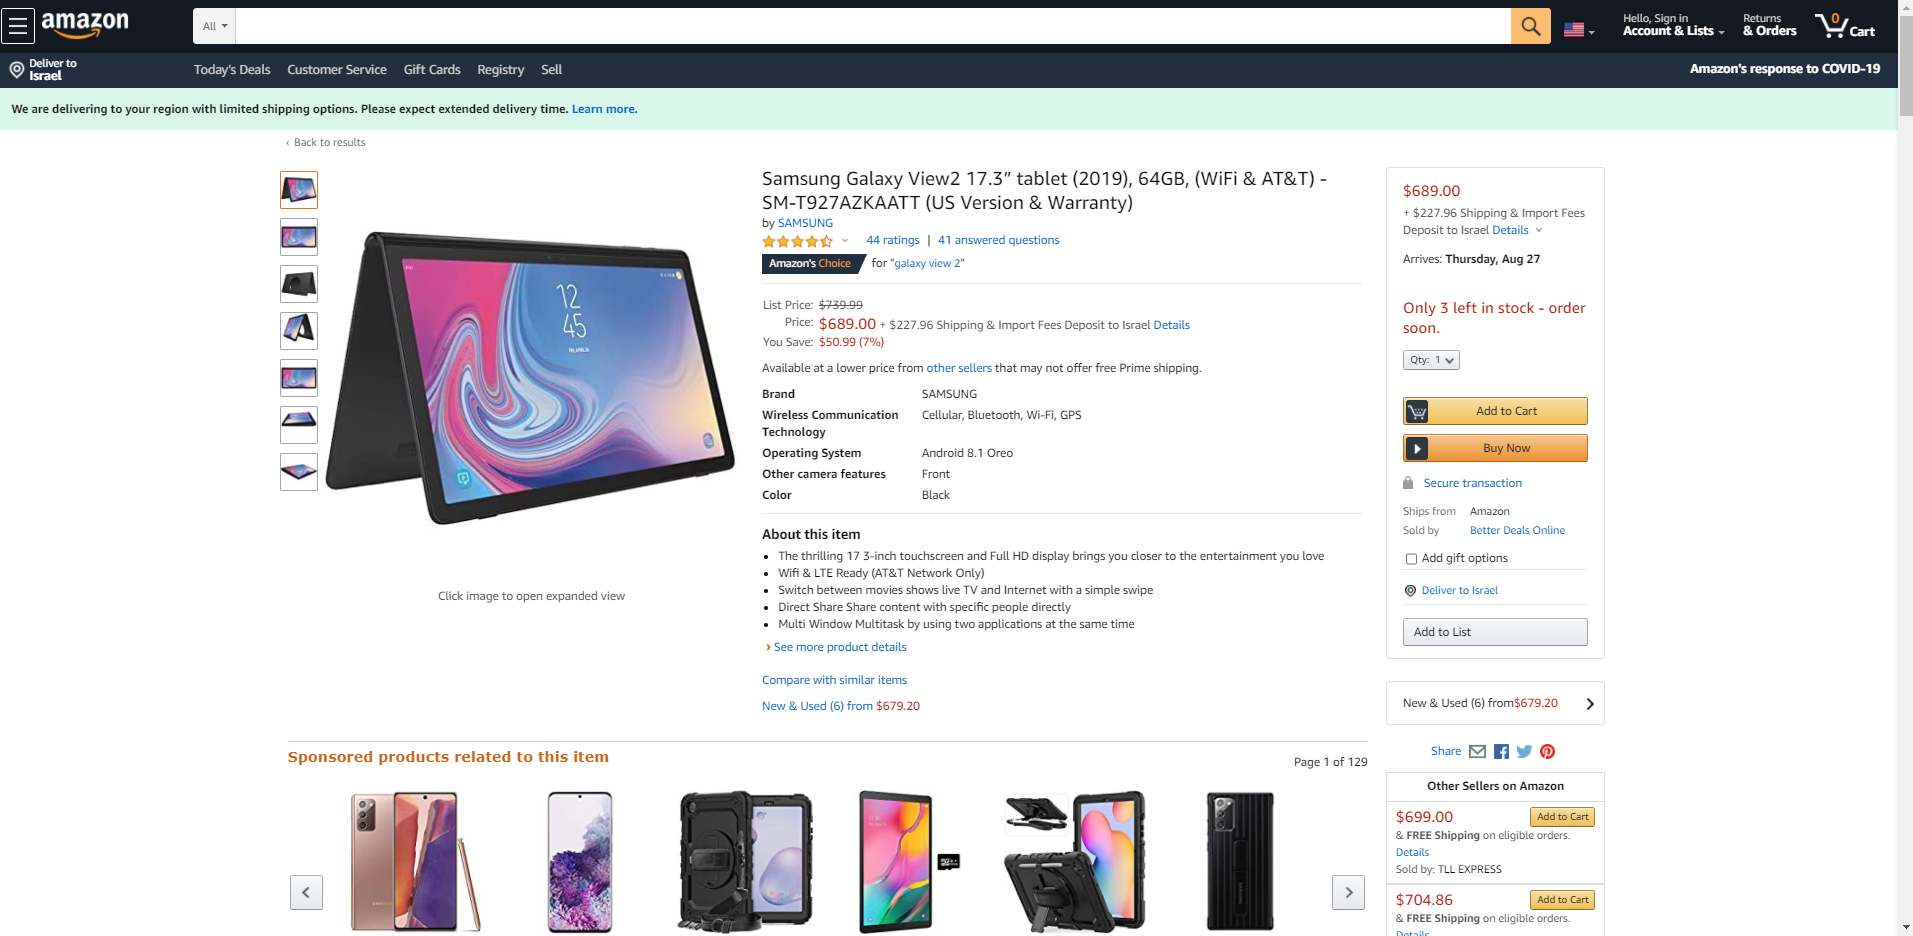 amazon
All
Hello, Sign in
Account & Lists
Returns
& Orders
0
Cart
Deliver to
Israel
Today's Deals
Customer Service
Gift Cards
Registry
Sell
Amazon's response to COVID-19
We are delivering to your region with limited shipping options. Please expect extended delivery time. Learn more.
‹ Back to results
12
45
Click image to open expanded view
Samsung Galaxy View2 17.3” tablet (2019), 64GB, (WiFi & AT&T) -
SM-T927AZKAATT (US Version & Warranty)
by SAMSUNG
44 ratings | 41 answered questions
Amazon's Choice for "galaxy view 2"
List Price: $739.99
Price: $689.00 + $227.96 Shipping & Import Fees Deposit to Israel Details
You Save: $50.99 (7%)
Available at a lower price from other sellers that may not offer free Prime shipping.
Brand SAMSUNG
Wireless Communication Technology Cellular, Bluetooth, Wi-Fi, GPS
Operating System Android 8.1 Oreo
Other camera features Front
Color Black
About this item
• The thrilling 17 3-inch touchscreen and Full HD display brings you closer to the entertainment you love
• Wifi & LTE Ready (AT&T Network Only)
• Switch between movies shows live TV and Internet with a simple swipe
• Direct Share Share content with specific people directly
• Multi Window Multitask by using two applications at the same time
› See more product details
Compare with similar items
New & Used (6) from $679.20
$689.00
+ $227.96 Shipping & Import Fees
Deposit to Israel Details
Arrives: Thursday, Aug 27
Only 3 left in stock - order
soon.
Qty: 1
Add to Cart
Buy Now
Secure transaction
Ships from Amazon
Sold by Better Deals Online
Add gift options
Deliver to Israel
Add to List
New & Used (6) from$679.20
Share
Other Sellers on Amazon
$699.00
Add to Cart
& FREE Shipping on eligible orders.
Details
Sold by: TLL EXPRESS
$704.86
Add to Cart
& FREE Shipping on eligible orders.
Details
Sponsored products related to this item
Page 1 of 129